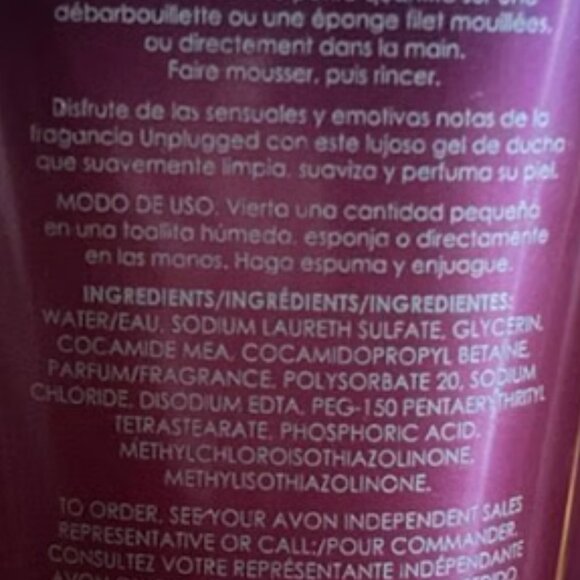 débarbouillette ou une éponge filet mouillées,
ou directement dans la main.
Faire mousser, puis rincer.
Disfrute de las sensuales y emotivas notas de la
fragancia Unplugged con este lujoso gel de ducha
que suavemente limpia, suaviza y perfuma su piel.
MODO DE USO. Vierta una cantidad pequeña
en una toallita húmeda, esponja o directamente
en las manos. Haga espuma y enjuague.
INGREDIENTS/INGRÉDIENTS/INGREDIENTES:
WATER/EAU, SODIUM LAURETH SULFATE, GLYCERIN,
COCAMIDE MEA, COCAMIDOPROPYL BETAINE,
PARFUM/FRAGRANCE, POLYSORBATE 20, SODIUM
CHLORIDE, DISODIUM EDTA, PEG-150 PENTAERYTHRITYL
TETRASTEARATE, PHOSPHORIC ACID,
METHYLCHLOROISOTHIAZOLINONE,
METHYLISOTHIAZOLINONE.
TO ORDER, SEE YOUR AVON INDEPENDENT SALES
REPRESENTATIVE OR CALL:/POUR COMMANDER,
CONSULTEZ VOTRE REPRÉSENTANTE INDÉPENDANTE